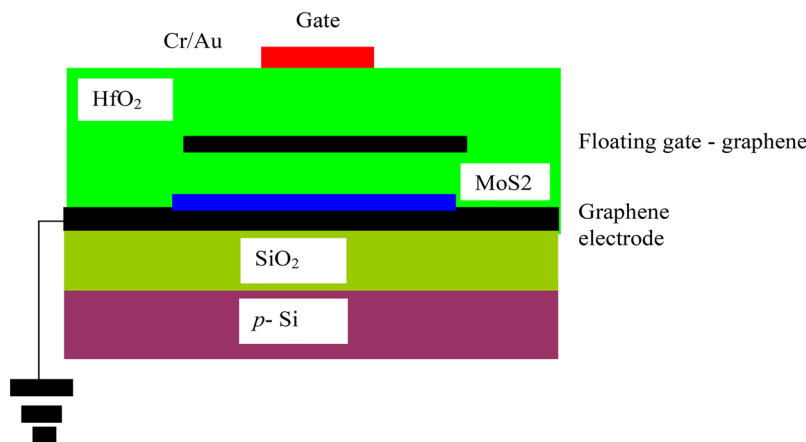 Gate
Cr/Au
HfO₂
Floating gate - graphene
MoS2
Graphene
electrode
SiO₂
p- Si